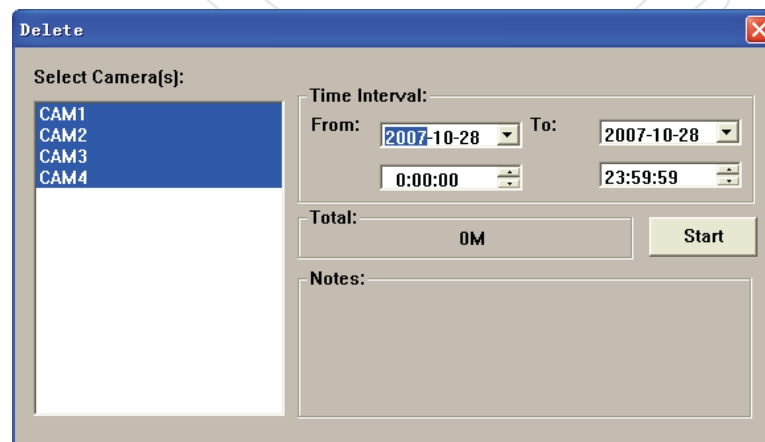 Delete
Select Camera(s):
CAM1
CAM2
CAM3
CAM4
Time Interval:
From:
2007-10-28
To:
2007-10-28
0:00:00
23:59:59
Total:
0M
Start
Notes: